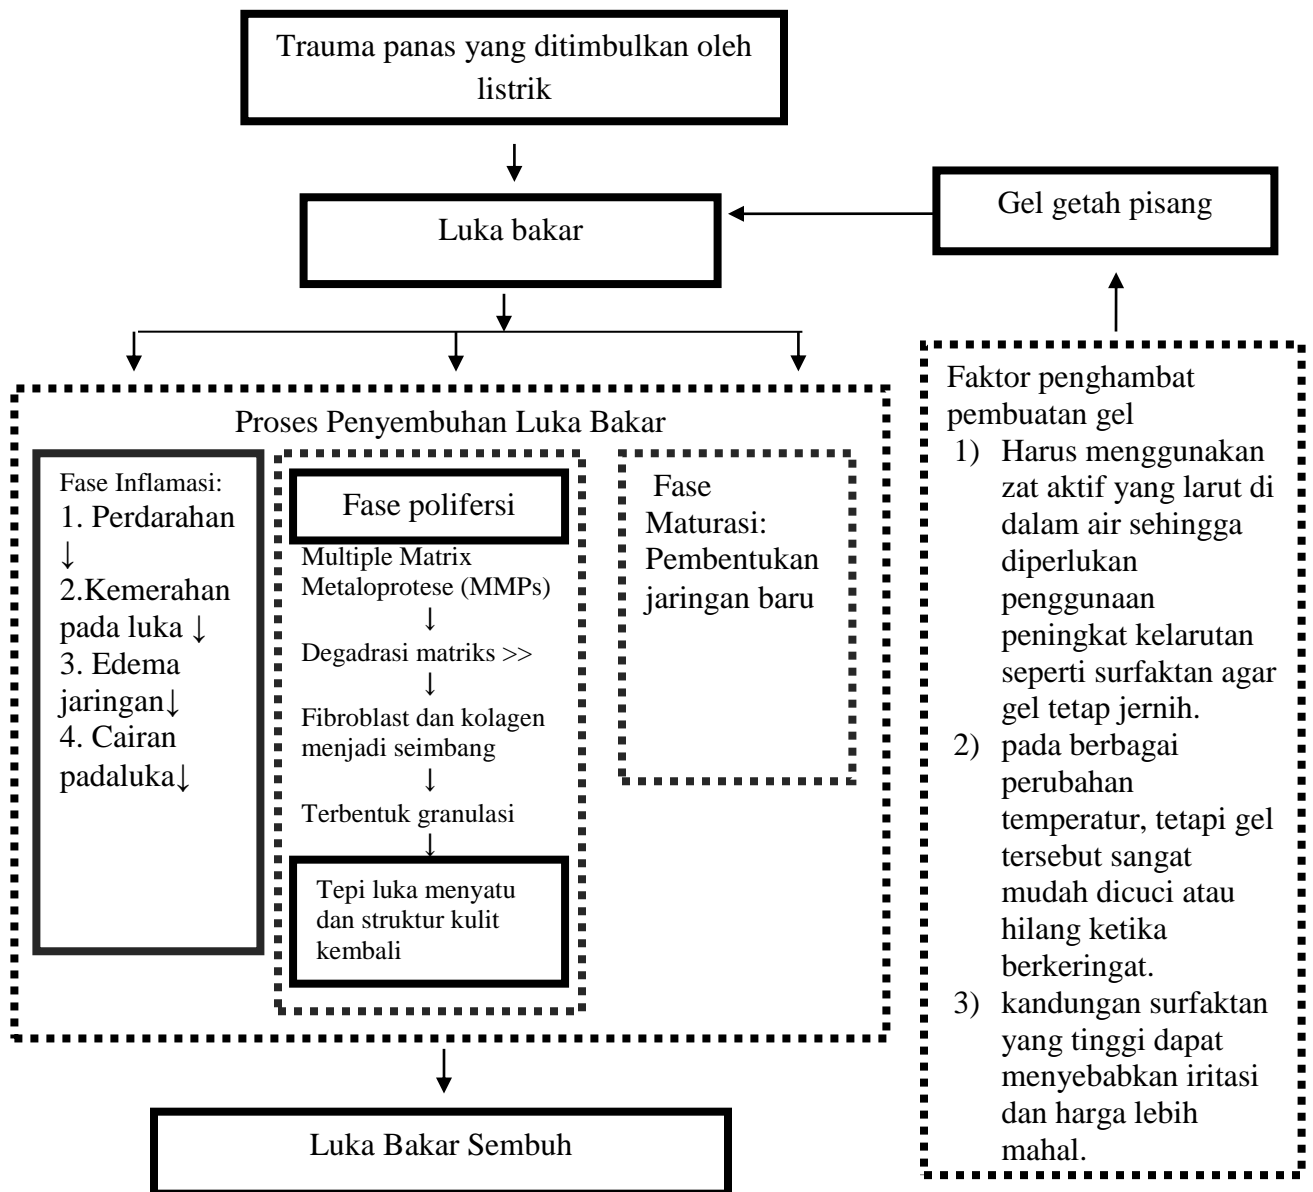 Trauma panas yang ditimbulkan oleh
listrik
Luka bakar
Gel getah pisang
Proses Penyembuhan Luka Bakar
Fase Inflamasi:
1. Perdarahan
↓
2.Kemerahan
pada luka ↓
3. Edema
jaringan↓
4. Cairan
padaluka↓
Fase polifersi
Multiple Matrix
Metaloprotese (MMPs)
↓
Degadrasi matriks >>
↓
Fibroblast dan kolagen
menjadi seimbang
↓
Terbentuk granulasi
↓
Tepi luka menyatu
dan struktur kulit
kembali
Fase
Maturasi:
Pembentukan
jaringan baru
Faktor penghambat
pembuatan gel
1) Harus menggunakan
zat aktif yang larut di
dalam air sehingga
diperlukan
penggunaan
peningkat kelarutan
seperti surfaktan agar
gel tetap jernih.
2) pada berbagai
perubahan
temperatur, tetapi gel
tersebut sangat
mudah dicuci atau
hilang ketika
berkeringat.
3) kandungan surfaktan
yang tinggi dapat
menyebabkan iritasi
dan harga lebih
mahal.
Luka Bakar Sembuh